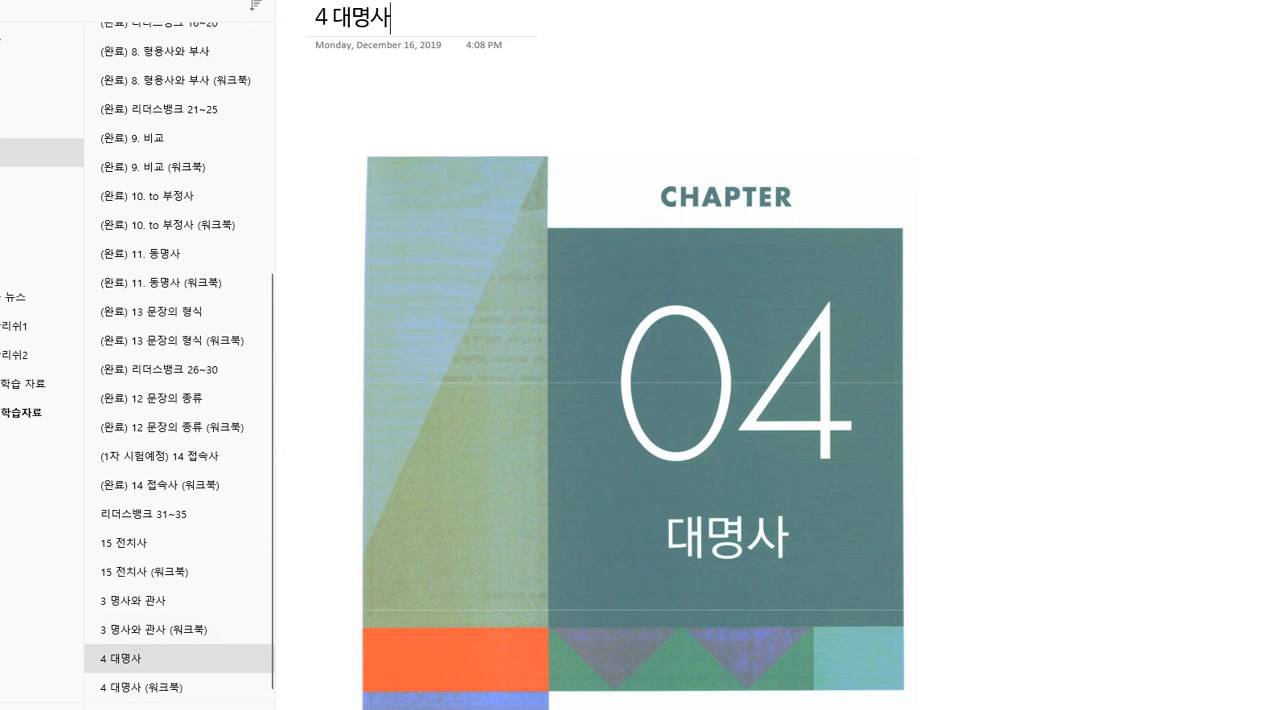 (완료) 리더스뱅크 16~20
(완료) 8. 형용사와 부사
(완료) 8. 형용사와 부사 (워크북)
(완료) 리더스뱅크 21~25
(완료) 9. 비교
(완료) 9. 비교 (워크북)
(완료) 10. to 부정사
(완료) 10. to 부정사 (워크북)
(완료) 11. 동명사
(완료) 11. 동명사 (워크북)
(완료) 13 문장의 형식
(완료) 13 문장의 형식 (워크북)
(완료) 리더스뱅크 26~30
(완료) 12 문장의 종류
(완료) 12 문장의 종류 (워크북)
(1차 시험예정) 14 접속사
(완료) 14 접속사 (워크북)
리더스뱅크 31~35
15 전치사
15 전치사 (워크북)
3 명사와 관사
3 명사와 관사 (워크북)
4 대명사
4 대명사 (워크북)
뉴스
리쉬1
리쉬2
학습 자료
학습자료
4 대명사
Monday, December 16, 2019 4:08 PM
CHAPTER
04
대명사